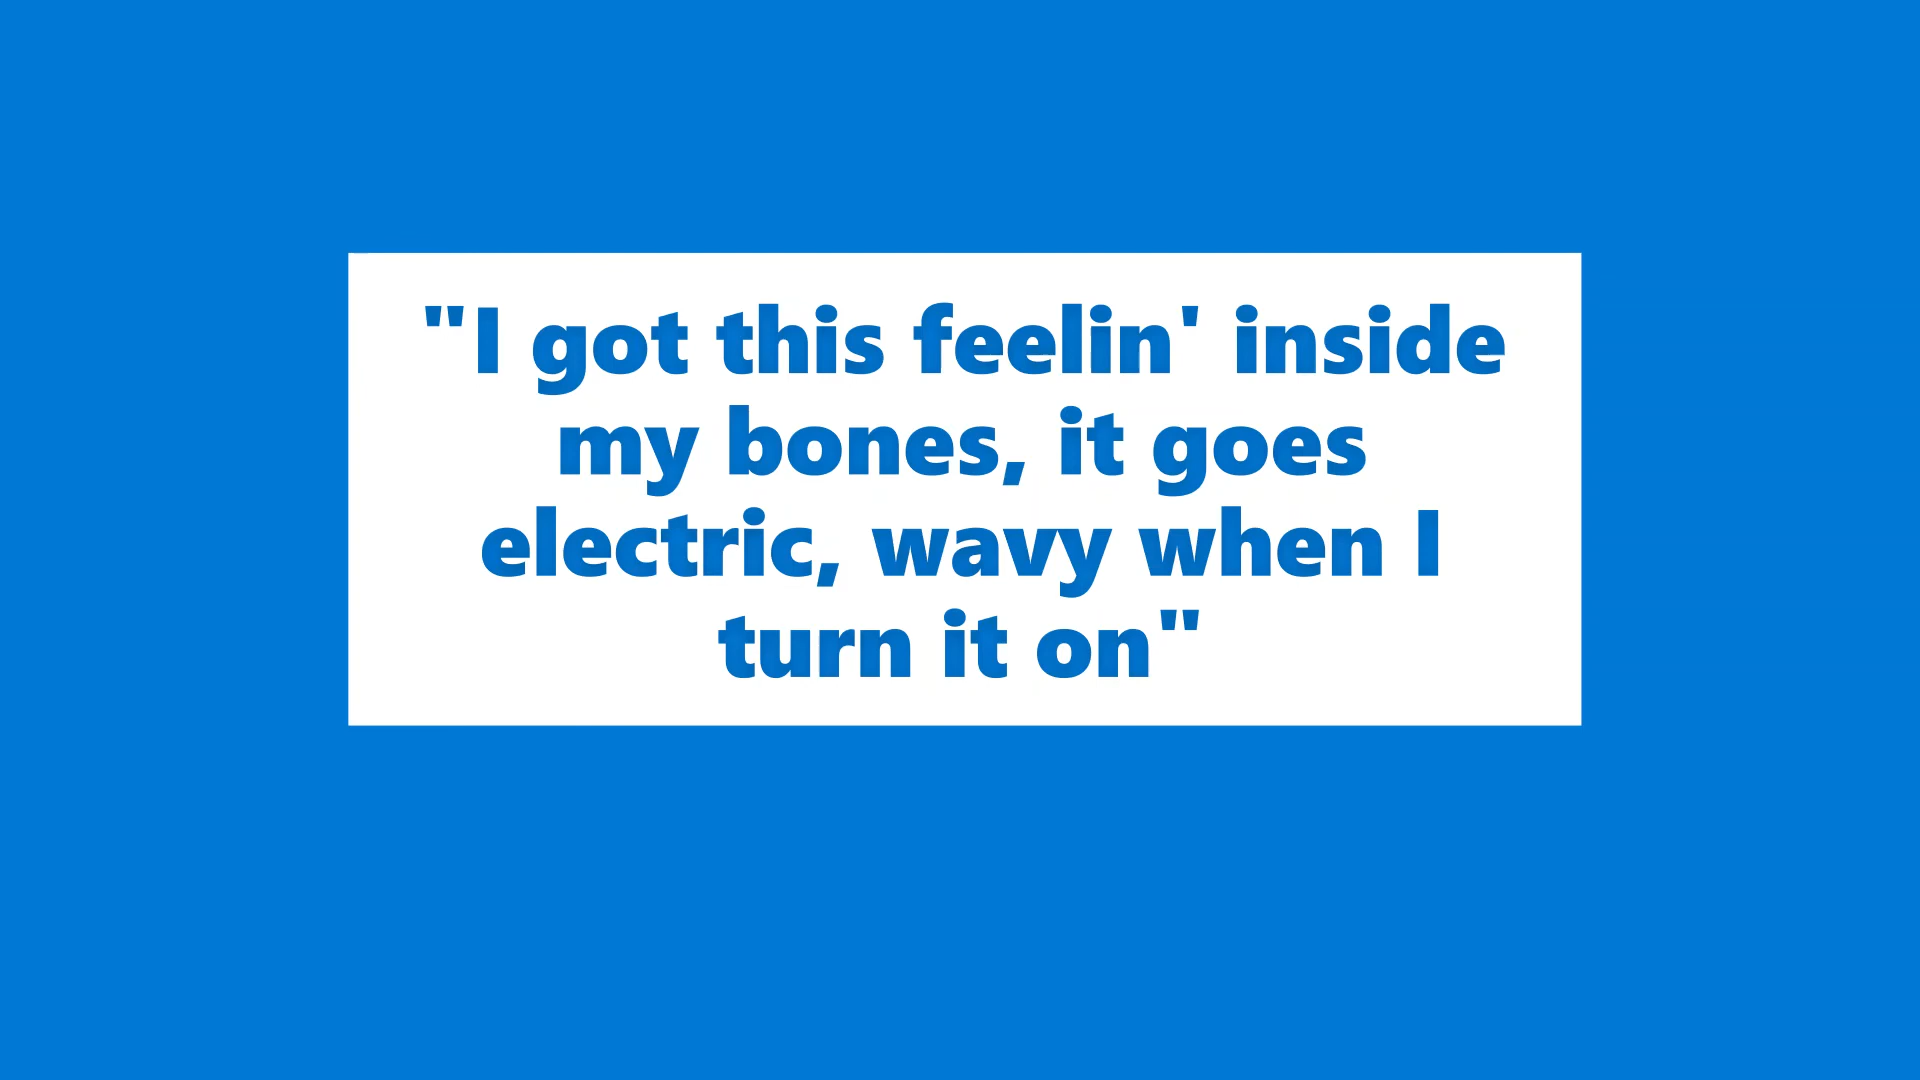 "I got this feelin' inside
my bones, it goes
electric, wavy when I
turn it on"